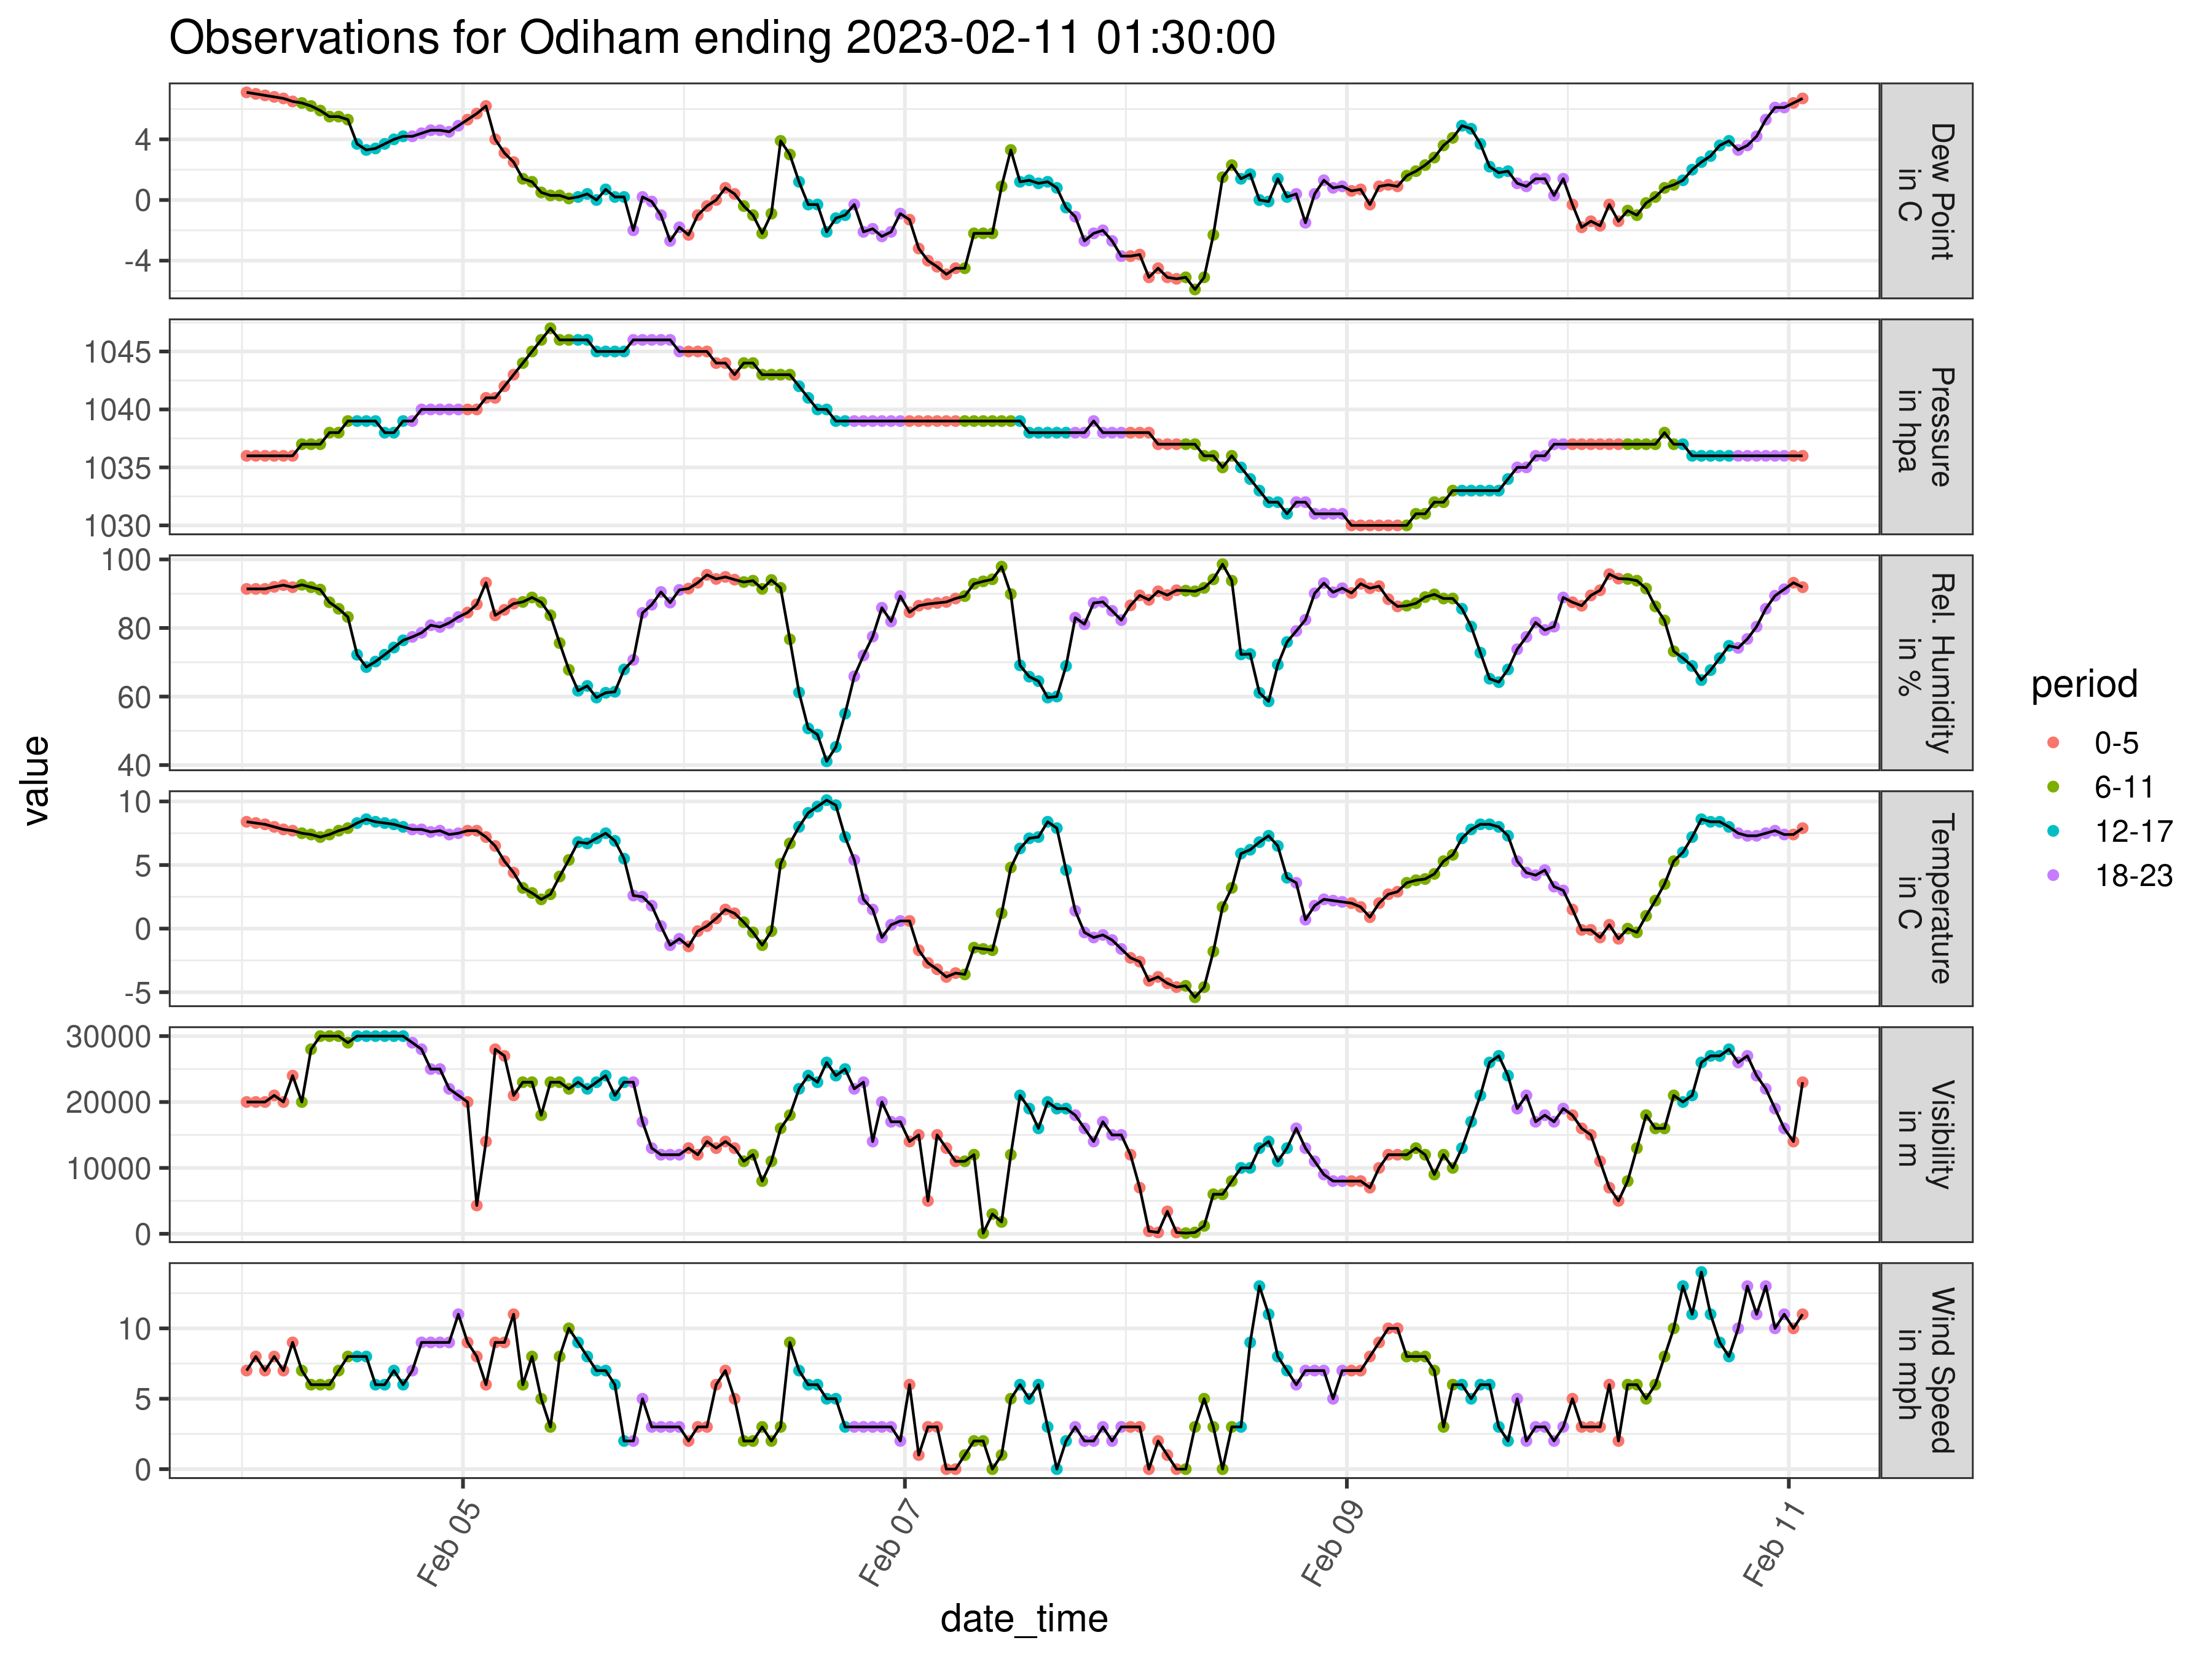 Observations for Odiham ending 2023-02-11 01:30:00
value
4
0
-4
Dew Point
in C
1045
1040
1035
1030
Pressure
in hpa
100
80
60
40
Rel. Humidity
in %
10
5
0
-5
Temperature
in C
30000
20000
10000
0
Visibility
in m
10
5
0
Wind Speed
in mph
Feb 05
Feb 07
Feb 09
Feb 11
date_time
period
0-5
6-11
12-17
18-23